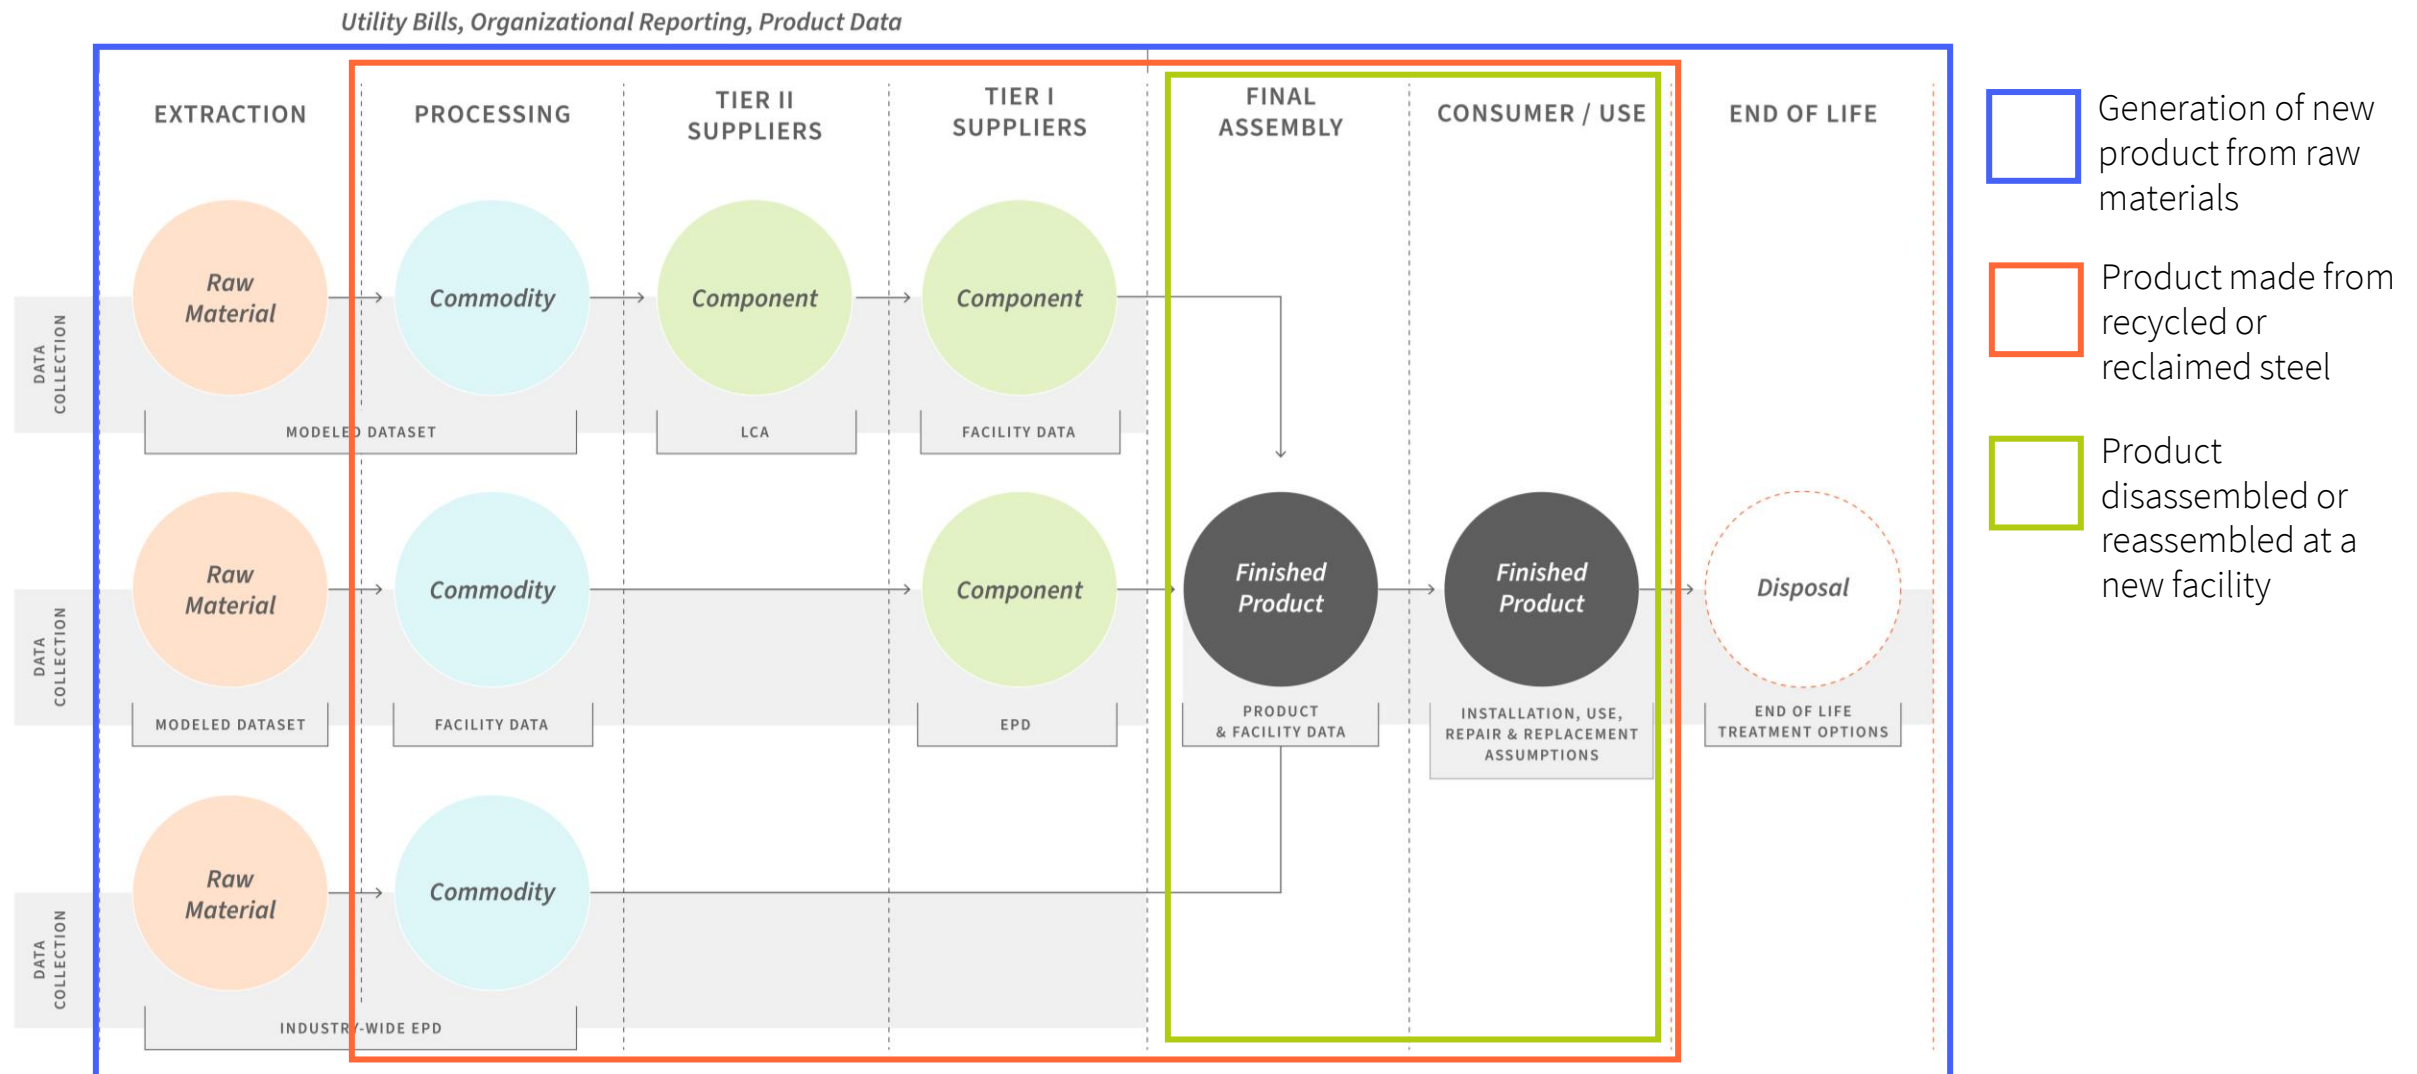 Utility Bills, Organizational Reporting, Product Data
EXTRACTION
PROCESSING
TIER II
SUPPLIERS
TIER I
SUPPLIERS
FINAL
ASSEMBLY
CONSUMER / USE
END OF LIFE
DATA
COLLECTION
Raw
Material
Commodity
Component
Component
MODELED DATASET
LCA
FACILITY DATA
DATA
COLLECTION
Raw
Material
Commodity
Component
Finished
Product
Finished
Product
Disposal
MODELED DATASET
FACILITY DATA
EPD
PRODUCT
& FACILITY DATA
INSTALLATION, USE,
REPAIR & REPLACEMENT
ASSUMPTIONS
END OF LIFE
TREATMENT OPTIONS
DATA
COLLECTION
Raw
Material
Commodity
INDUSTRY-WIDE EPD
Generation of new
product from raw
materials
Product made from
recycled or
reclaimed steel
Product
disassembled or
reassembled at a
new facility